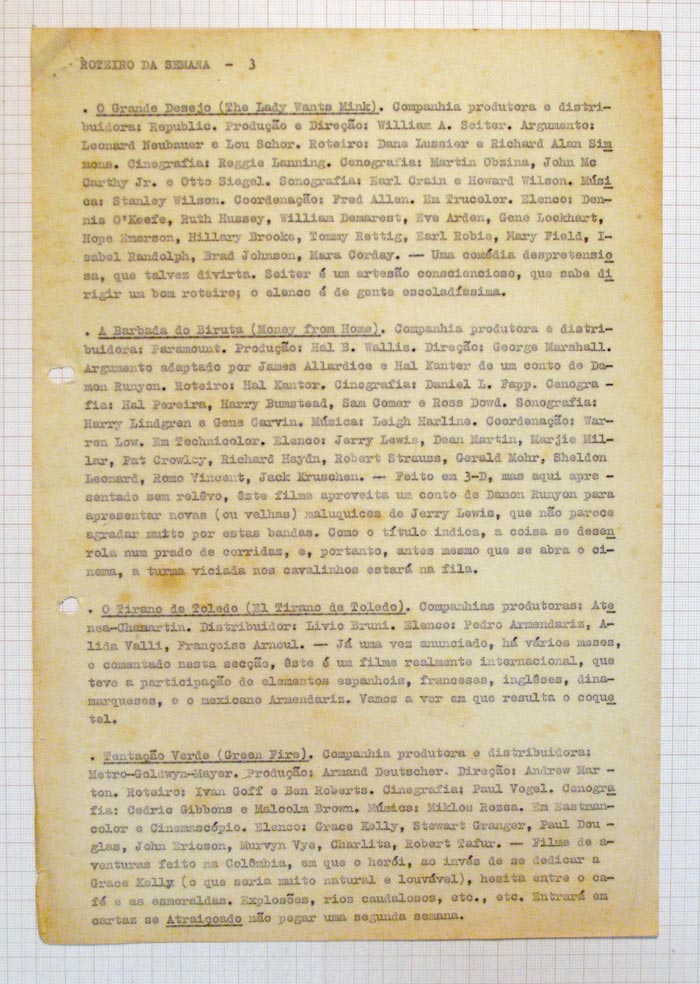 ROTEIRO DA SEMANA - 3
. O Grande Desejo (The Lady Wants Mink). Companhia produtora e distri-
buidora: Republic. Produção e Direção: William A. Seiter. Argumento:
Leonard Neubauer e Lou Schor. Roteiro: Dane Lussier e Richard Alan Sim
mons. Cinegrafia: Reggie Lanning. Cenografia: Martin Obzina, John Mc
Carthy Jr. e Otto Siegel. Sonografia: Earl Crain e Howard Wilson. Músi
ca: Stanley Wilson. Coordenação: Fred Allen. Em Trucolor. Elenco: Den-
nis O'Keefe, Ruth Hussey, William Demarest, Eve Arden, Gene Lockhart,
Hope Emerson, Hillary Brooke, Tommy Rettig, Earl Robie, Mary Field, I-
sabel Randolph, Brad Johnson, Mara Corday. -- Uma comédia despretensio
sa, que talvez divirta. Seiter é um artesão consciencioso, que sabe di
rigir um bom roteiro; o elenco é de gente escoladíssima.
. A Barbada do Biruta (Money from Home). Companhia produtora e distri-
buidora: Paramount. Produção: Hal B. Wallis. Direção: George Marshall.
Argumento adaptado por James Allardice e Hal Kanter de um conto de Da-
mon Runyon. Roteiro: Hal Kantor. Cinegrafia: Daniel L. Fapp. Cenogra -
fia: Hal Pereira, Harry Bumstead, Sam Comer e Ross Dowd. Sonografia:
Harry Lindgren e Gene Garvin. Música: Leigh Harline. Coordenação: War-
ren Low. Em Technicolor. Elenco: Jerry Lewis, Dean Martin, Marjie Mil-
lar, Pat Crowley, Richard Haydn, Robert Strauss, Gerald Mohr, Sheldon
Leonard, Romo Vincent, Jack Kruschen. -- Feito em 3-D, mas aqui apre -
sentado sem relêvo, êste filme aproveita um conto de Damon Runyon para
apresentar novas (ou velhas) maluquices de Jerry Lewis, que não parece
agradar muito por estas bandas. Como o título indica, a coisa se desen
rola num prado de corridas, e, portanto, antes mesmo que se abra o ci-
nema, a turma viciada nos cavalinhos estará na fila.
. O Tirano de Toledo (El Tirano de Toledo). Companhias produtoras: Ate
nea-Chamartin. Distribuidor: Livio Bruni. Elenco: Pedro Armendariz, A-
lida Valli, Françoise Arnoul. -- Já uma vez anunciado, há vários meses,
e comentado nesta secção, êste é um filme realmente internacional, que
teve a participação de elementos espanhois, franceses, inglêses, dina-
marqueses, e o mexicano Armendariz. Vamos a ver em que resulta o coque
tel.
. Tentação Verde (Green Fire). Companhia produtora e distribuidora:
Metro-Goldwyn-Mayer. Produção: Armand Deutscher. Direção: Andrew Mar -
ton. Roteiro: Ivan Goff e Ben Roberts. Cinegrafia: Paul Vogel. Cenogra
fia: Cedric Gibbons e Malcolm Brown. Música: Miklos Rozsa. Em Eastman-
color e Cinemascópio. Elenco: Grace Kelly, Stewart Granger, Paul Dou -
glas, John Ericson, Murvyn Vye, Charlita, Robert Tafur. -- Filme de a-
venturas feito na Colômbia, em que o herói, ao invés de se dedicar a
Grace Kelly (o que seria muito natural e louvável), hesita entre o ca-
fé e as esmeraldas. Explosões, rios caudalosos, etc., etc. Entrará em
cartaz se Atraiçoado não pegar uma segunda semana.